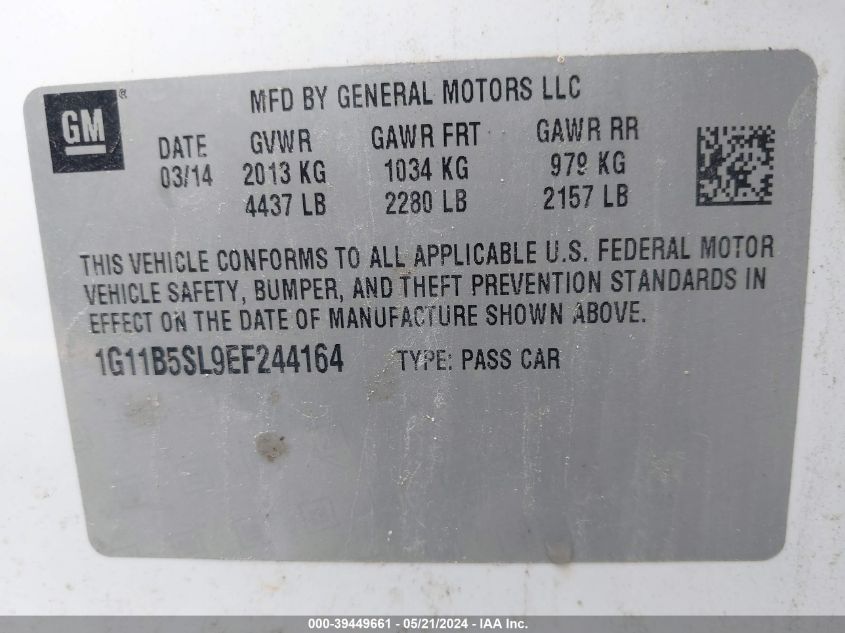 GM ®
MFD BY GENERAL MOTORS LLC
DATE GVWR GAWR FRT GAWR RR
03/14 2013 KG 1034 KG 979 KG
4437 LB 2280 LB 2157 LB
THIS VEHICLE CONFORMS TO ALL APPLICABLE U.S. FEDERAL MOTOR
VEHICLE SAFETY, BUMPER, AND THEFT PREVENTION STANDARDS IN
EFFECT ON THE DATE OF MANUFACTURE SHOWN ABOVE.
1G11B5SL9EF244164 TYPE: PASS CAR
000-39449661 - 05/21/2024 - IAA Inc.